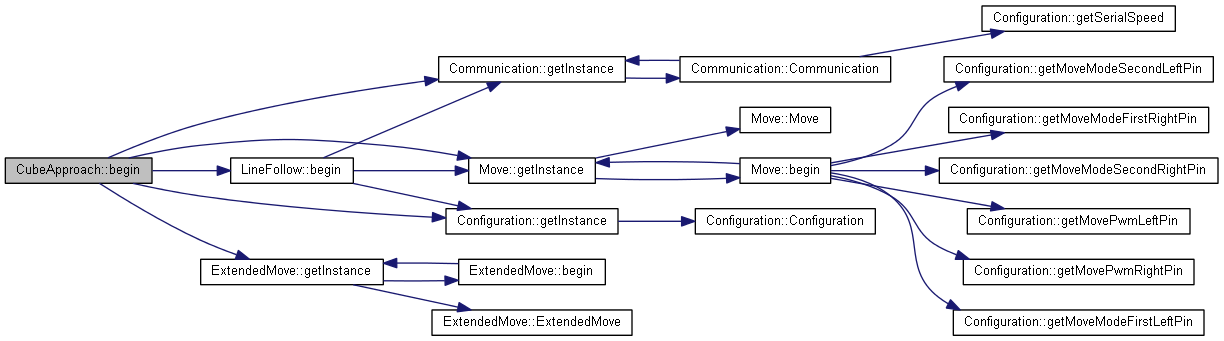 Configuration::getSerialSpeed
Communication::getInstance
Communication::Communication
Configuration::getMoveModeSecondLeftPin
Move::Move
Configuration::getMoveModeFirstRightPin
CubeApproach::begin
LineFollow::begin
Move::getInstance
Move::begin
Configuration::getMoveModeSecondRightPin
Configuration::getInstance
Configuration::Configuration
Configuration::getMovePwmLeftPin
ExtendedMove::getInstance
ExtendedMove::begin
Configuration::getMovePwmRightPin
ExtendedMove::ExtendedMove
Configuration::getMoveModeFirstLeftPin